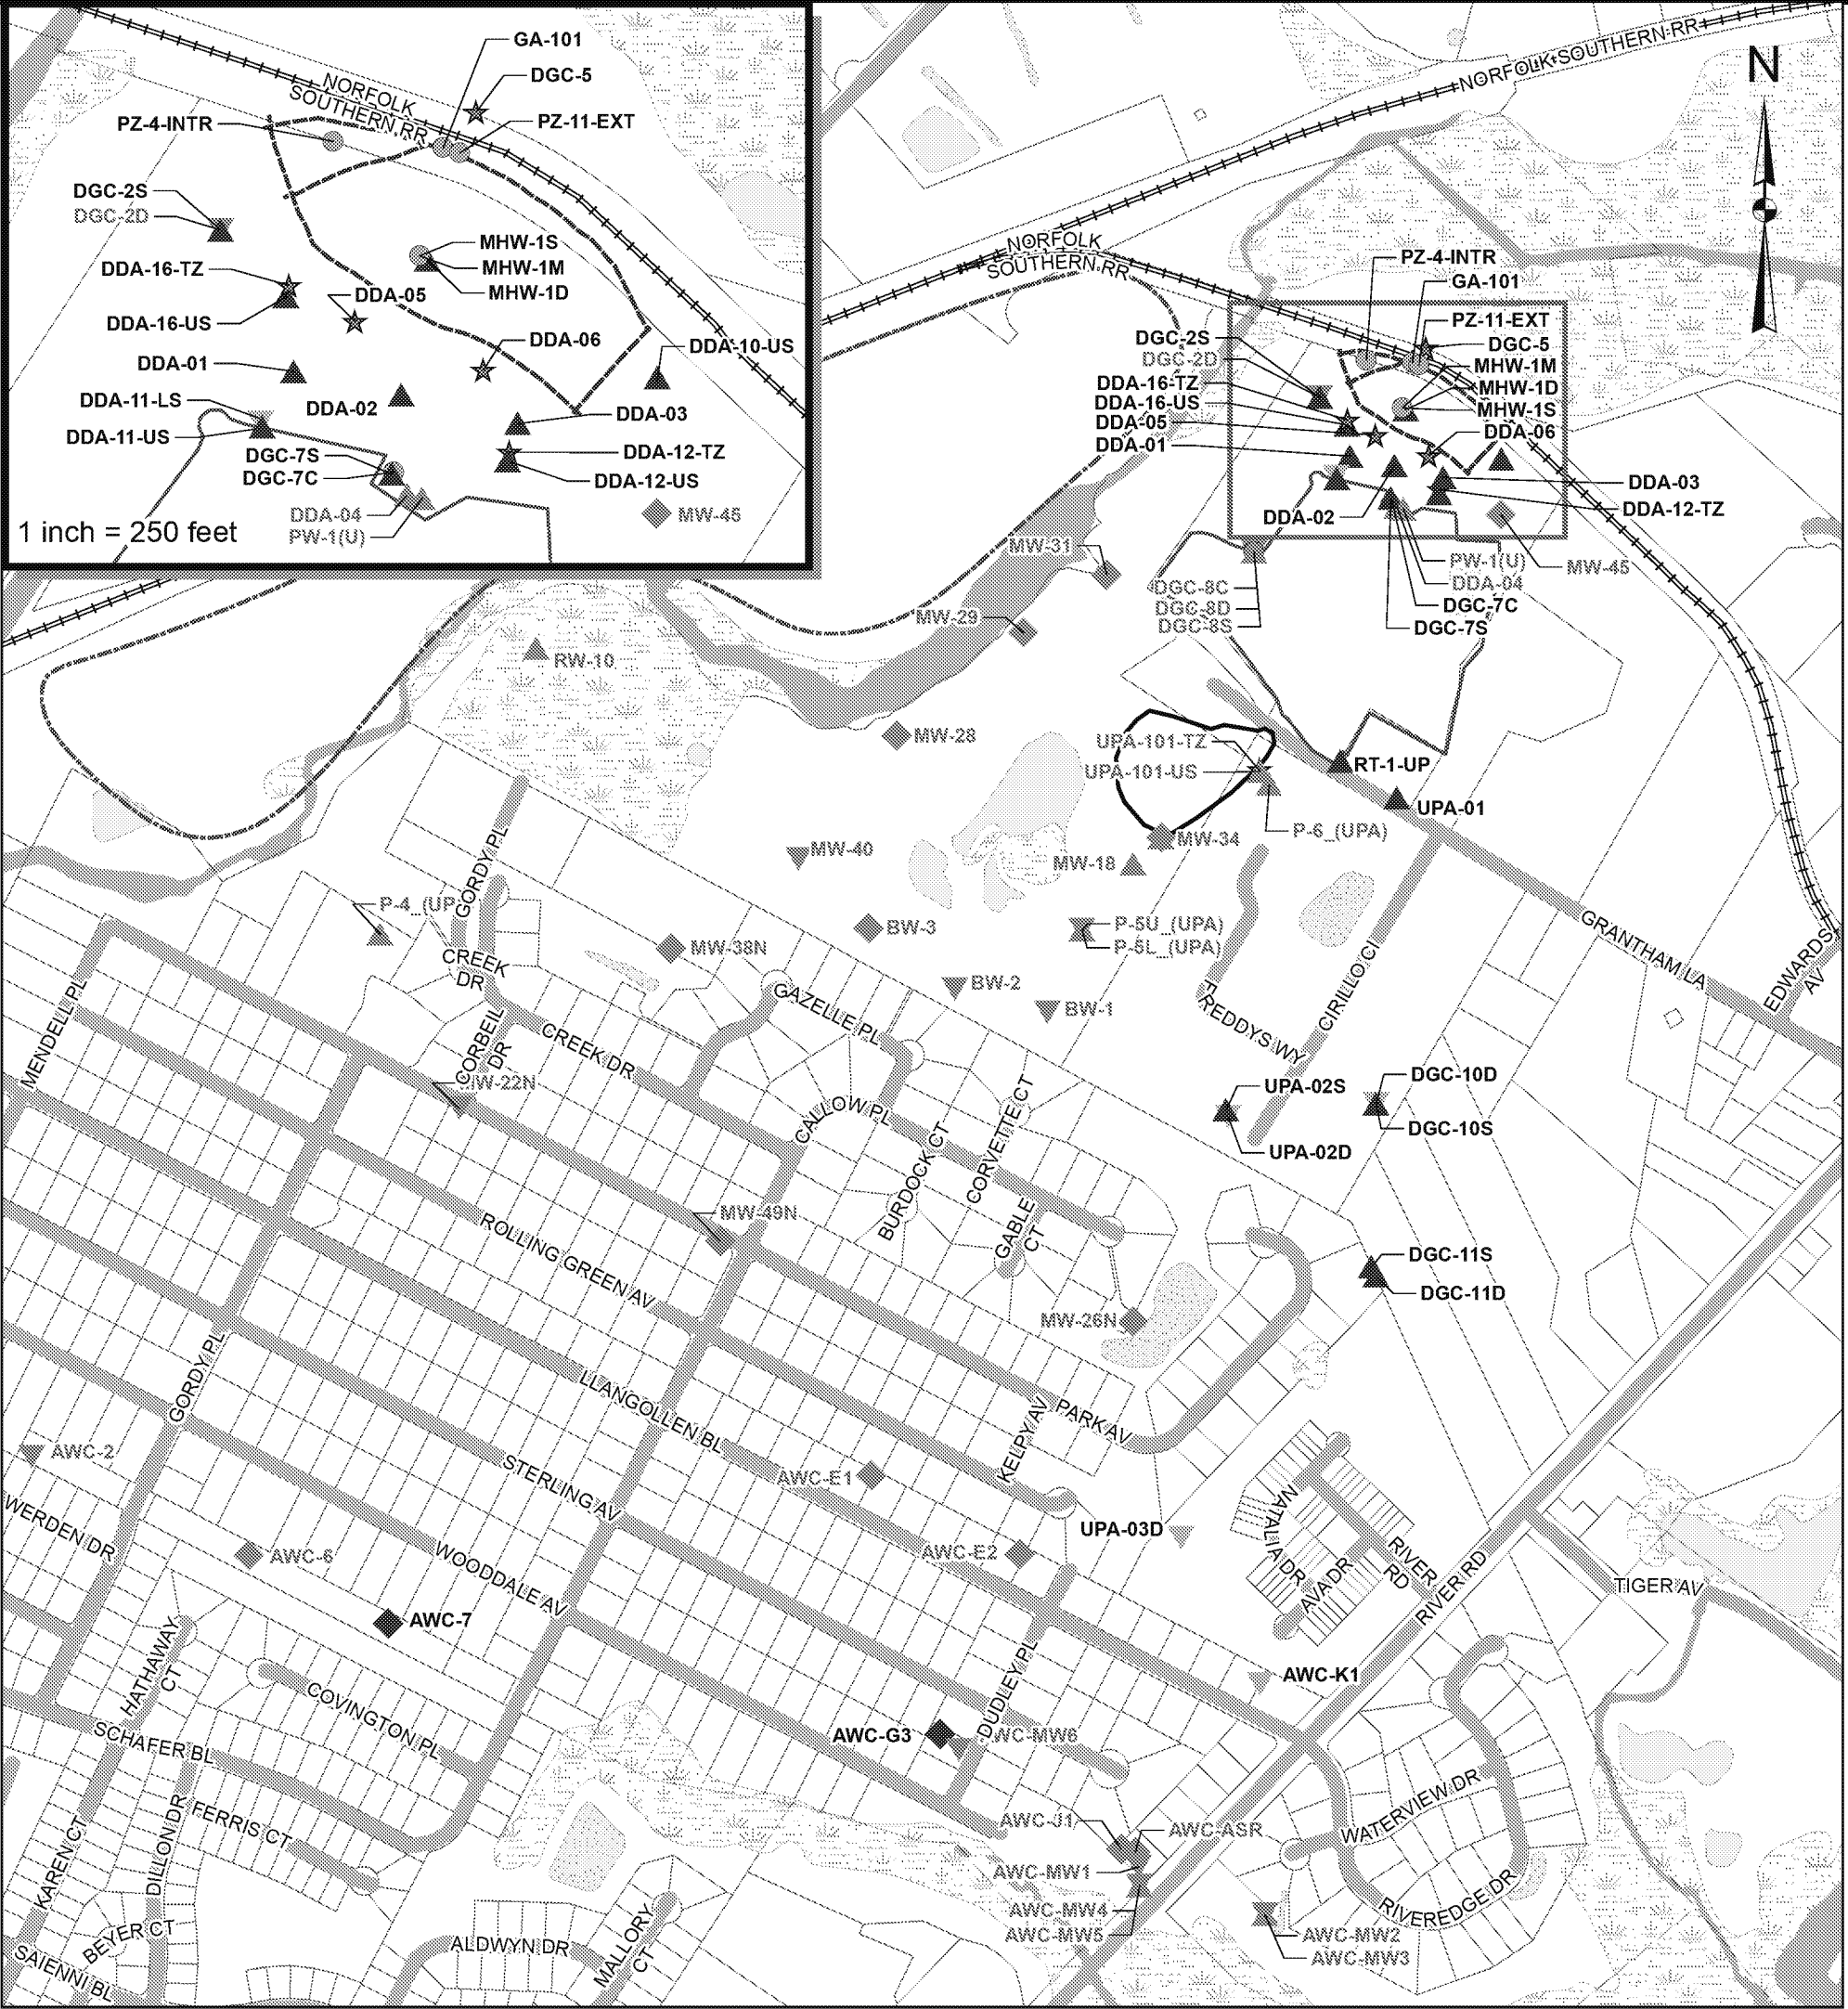 GA-101
DGC-5
NORFOLK
SOUTHERN RR
PZ-4-INTR
PZ-11-EXT
DGC-2S
DGC-2D
MHW-1S
MHW-1M
MHW-1D
DDA-16-TZ
DDA-05
DDA-16-US
DDA-06
DDA-10-US
DDA-01
DDA-11-LS
DDA-02
DDA-03
DDA-11-US
DGC-7S
DGC-7C
DDA-12-TZ
DDA-12-US
DDA-04
PW-1(U)
MW-45
1 inch = 250 feet
NORFOLK SOUTHERN RR
N
NORFOLK
SOUTHERN RR
PZ-4-INTR
GA-101
PZ-11-EXT
DGC-5
MHW-1M
MHW-1D
MHW-1S
DDA-06
DGC-2S
DGC-2D
DDA-16-TZ
DDA-16-US
DDA-05
DDA-01
DDA-03
DDA-12-TZ
DDA-02
MW-31
PW-1(U)
MW-45
DDA-04
DGC-7C
DGC-7S
DGC-8C
DGC-8D
DGC-8S
MW-29
RW-10
MW-28
UPA-101-TZ
UPA-101-US
RT-1-UP
UPA-01
P-6_(UPA)
MW-34
MW-18
MW-40
GORDY PL
P-4_(UP
BW-3
P-5U_(UPA)
P-5L_(UPA)
MW-38N
CREEK
DR
BW-2
BW-1
GRANTHAM LA
EDWARDS
AV
MENDELL PL
GAZELLE PL
FREDDYS WY
CIRILLO CI
CORBEIL
DR
CREEK DR
MW-22N
CALLOW PL
BURDOCK CT
CORVETTE CT
GABLE
CT
UPA-02S
UPA-02D
DGC-10D
DGC-10S
MW-49N
ROLLING GREEN AV
DGC-11S
DGC-11D
MW-26N
GORDY PL
LLANGOLLEN BL
KELPY AV
PARK AV
AWC-2
STERLING AV
AWC-E1
WERDEN DR
WOODDALE AV
UPA-03D
AWC-6
AWC-E2
NATALIA DR
AVA DR
RIVER
RD
RIVER RD
TIGER AV
AWC-7
HATHAWAY
CT
COVINGTON PL
DUDLEY PL
AWC-K1
AWC-G3
AWC-MW6
SCHAFER BL
FERRIS CT
KAREN CT
DILLON DR
WATERVIEW DR
AWC-J1
AWC-ASR
AWC-MW1
AWC-MW4
AWC-MW5
RIVEREDGE DR
AWC-MW2
AWC-MW3
BEYER CT
SAIENNI BL
ALDWYN DR
MALLORY
CT